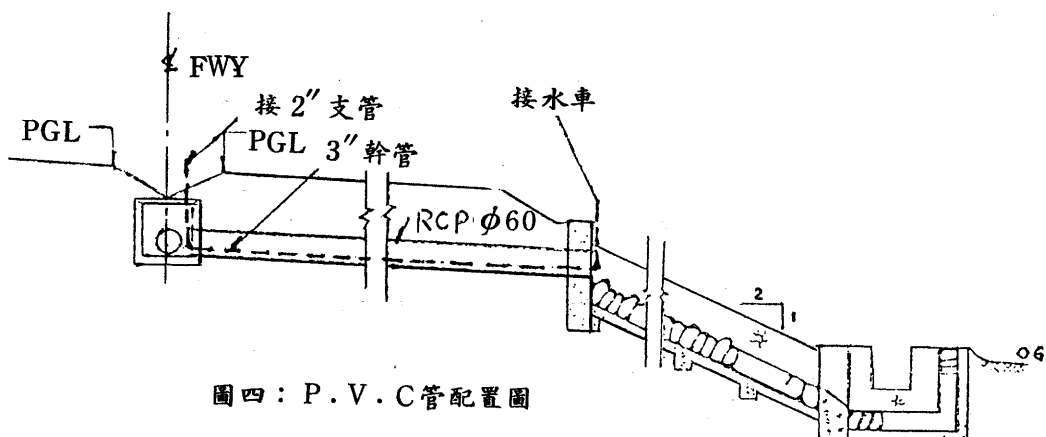 ℄ FWY
接 2" 支管
接水車
PGL
PGL 3" 幹管
RCP φ60
2
1
OG
圖四：P．V．C管配置圖